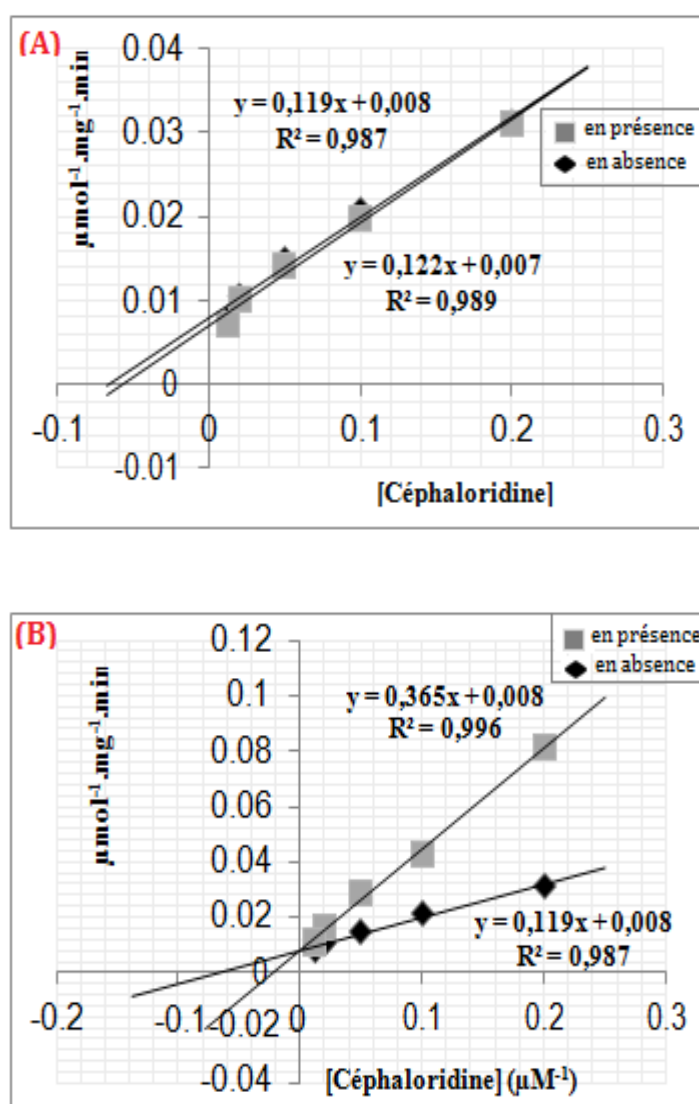 (A)
0.04
0.03
0.02
0.01
0
-0.01
µmol⁻¹.mg⁻¹.min
y = 0,119x + 0,008
R² = 0,987
en présence
en absence
y = 0,122x + 0,007
R² = 0,989
-0.1
0
0.1
0.2
0.3
[Céphaloridine]
(B)
en présence
en absence
0.12
0.1
0.08
0.06
0.04
0.02
0
-0.02
-0.04
µmol⁻¹.mg⁻¹.min
y = 0,365x + 0,008
R² = 0,996
y = 0,119x + 0,008
R² = 0,987
-0.2
-0.1
0
0.1
0.2
0.3
[Céphaloridine] (µM⁻¹)